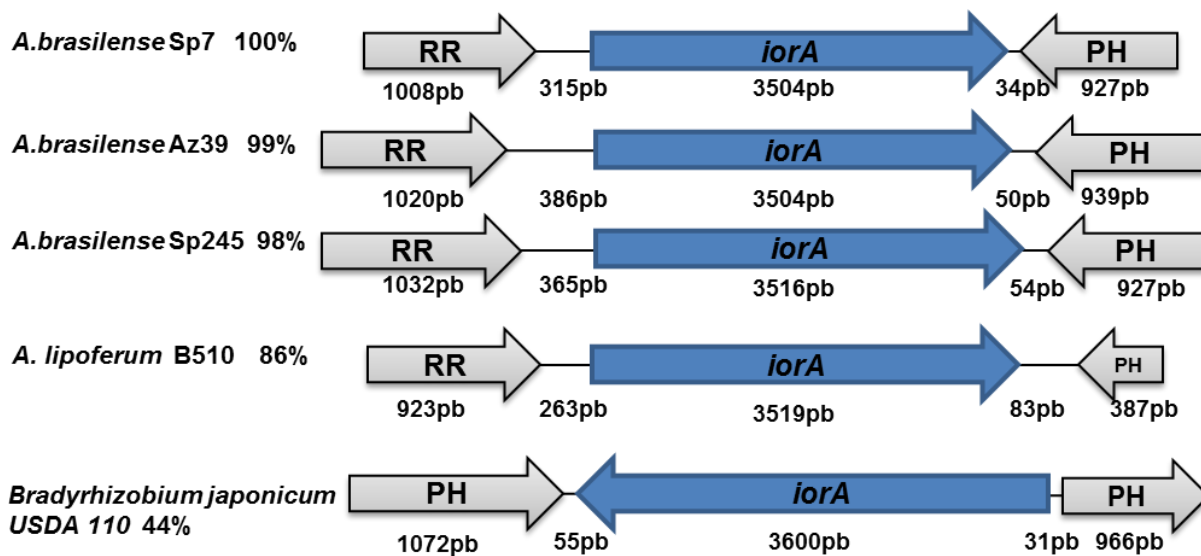 A.brasilense Sp7 100%
RR iorA PH
1008pb 315pb 3504pb 34pb 927pb
A.brasilense Az39 99%
RR iorA PH
1020pb 386pb 3504pb 50pb 939pb
A.brasilense Sp245 98%
RR iorA PH
1032pb 365pb 3516pb 54pb 927pb
A. lipoferum B510 86%
RR iorA PH
923pb 263pb 3519pb 83pb 387pb
Bradyrhizobium japonicum
USDA 110 44%
PH iorA PH
1072pb 55pb 3600pb 31pb 966pb